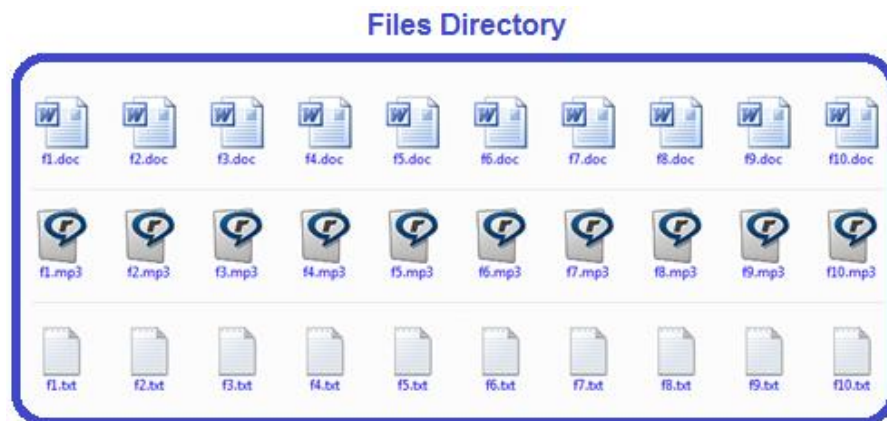 Files Directory
f1.doc f2.doc f3.doc f4.doc f5.doc f6.doc f7.doc f8.doc f9.doc f10.doc
f1.mp3 f2.mp3 f3.mp3 f4.mp3 f5.mp3 f6.mp3 f7.mp3 f8.mp3 f9.mp3 f10.mp3
f1.txt f2.txt f3.txt f4.txt f5.txt f6.txt f7.txt f8.txt f9.txt f10.txt